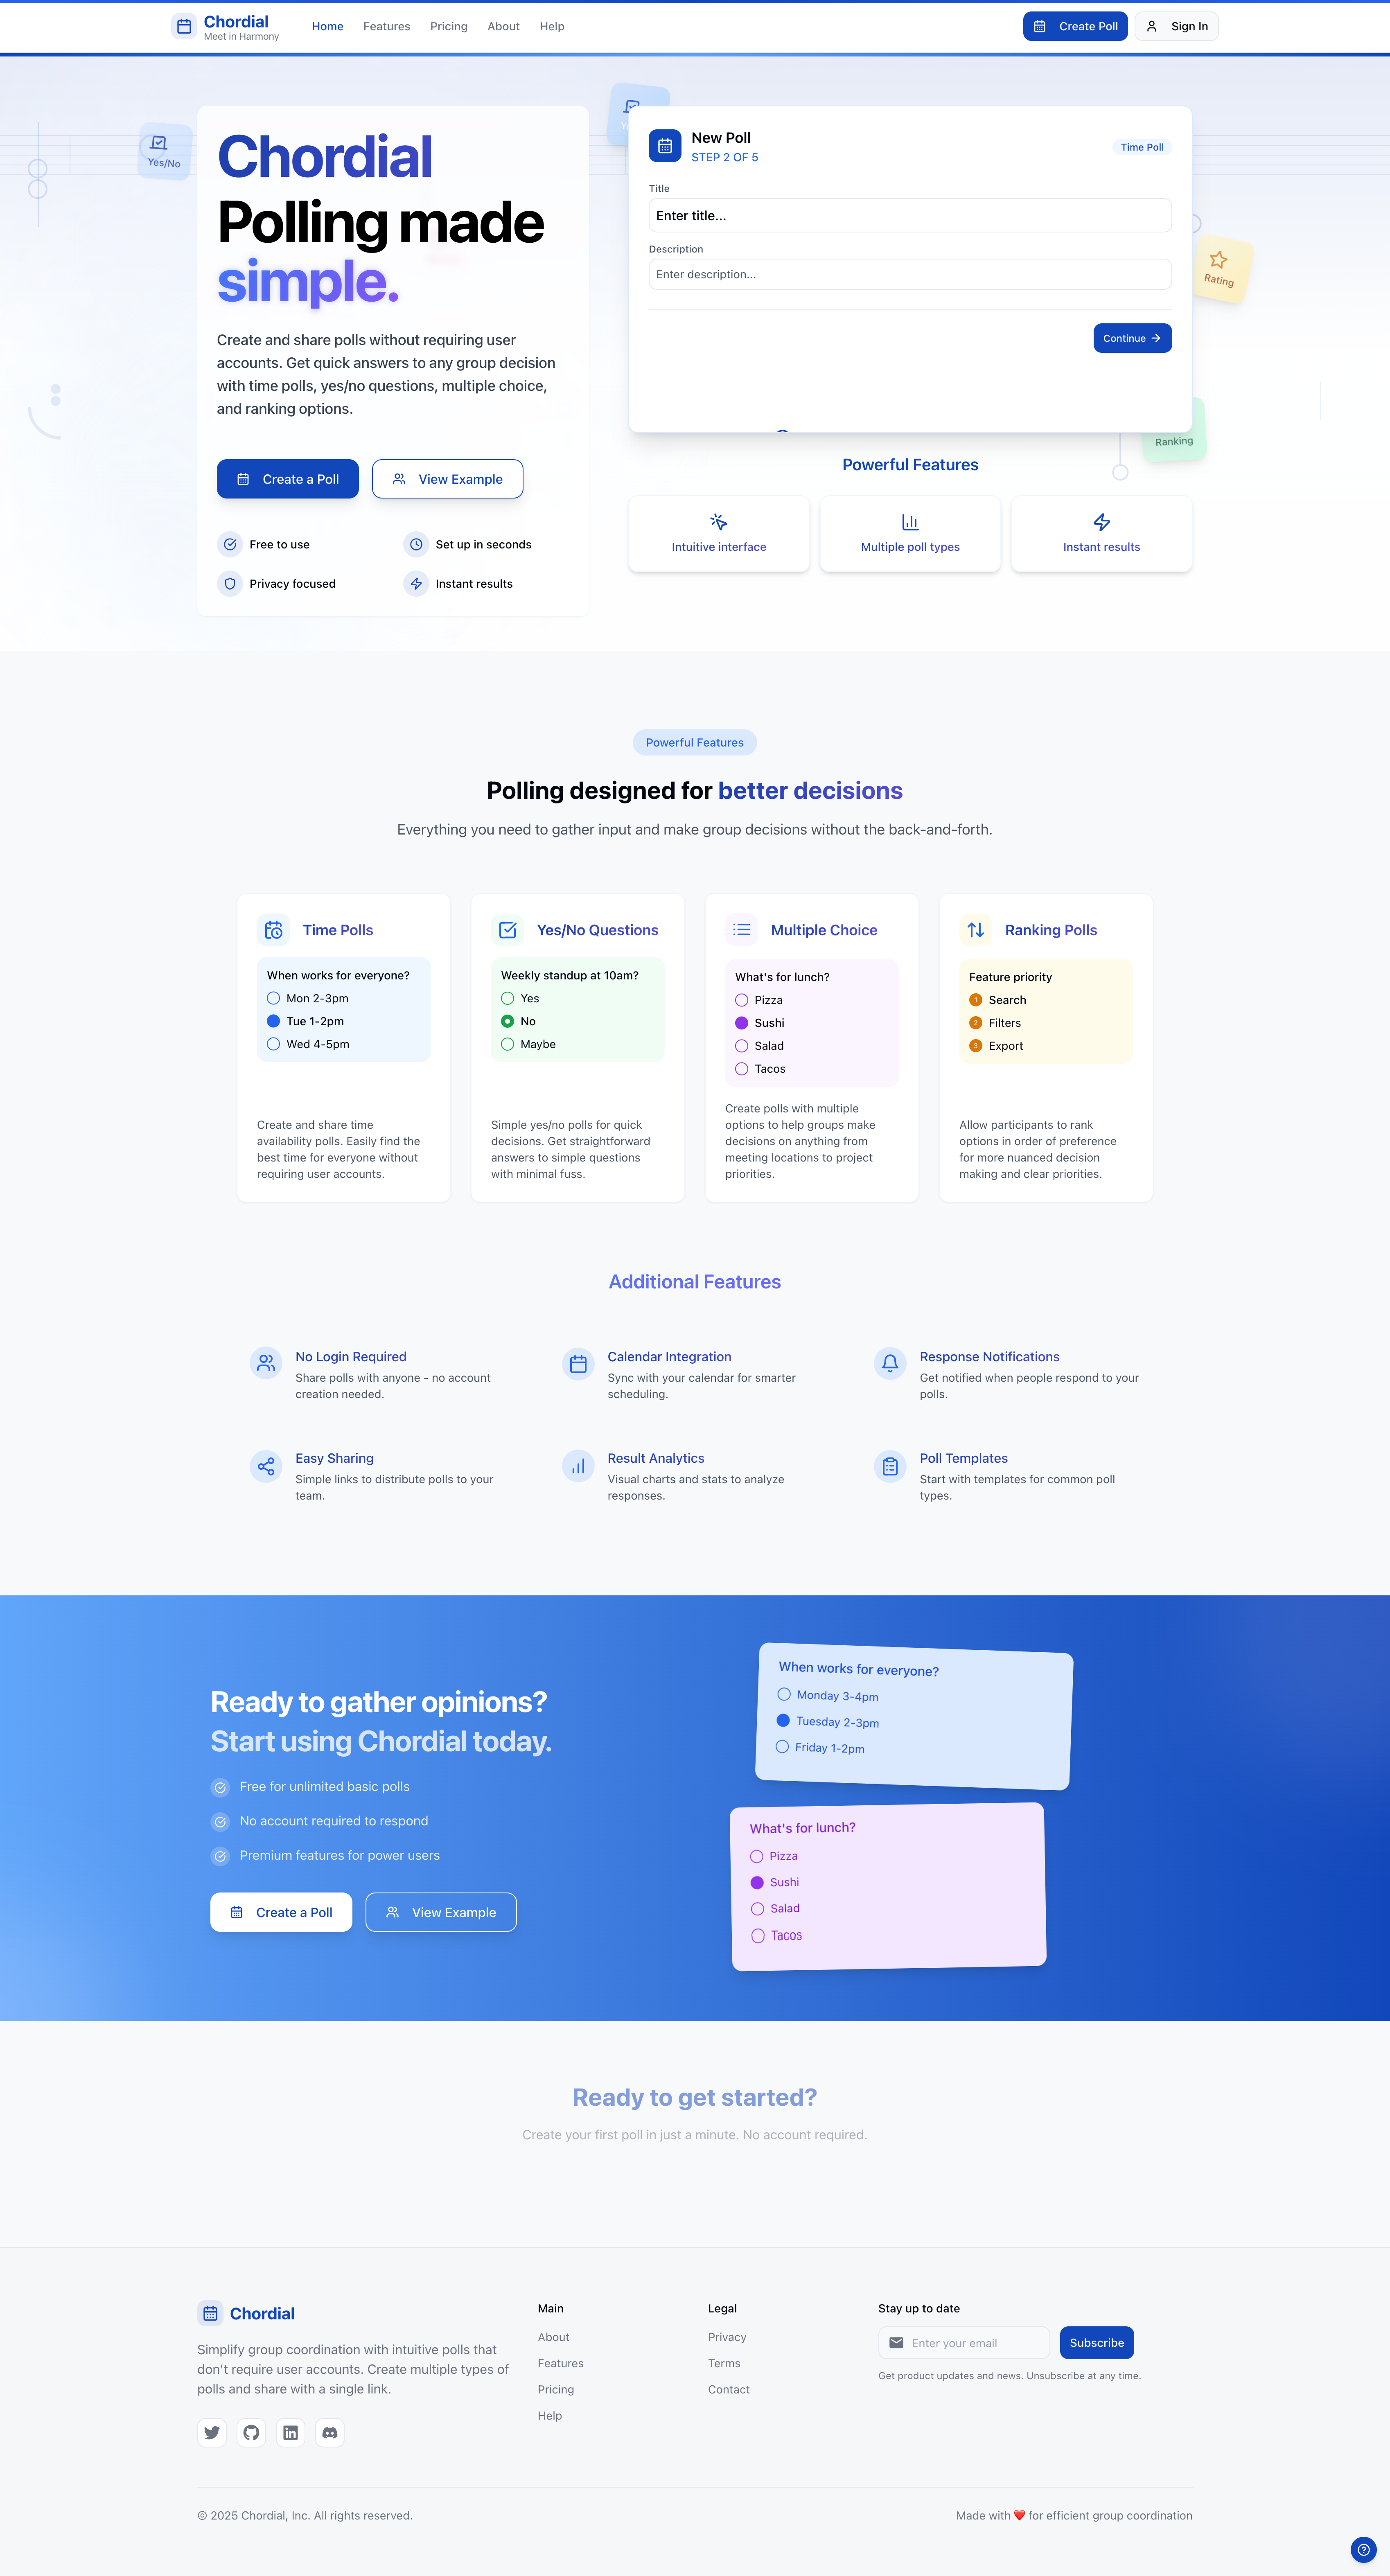 Chordial
Meet in Harmony
Home
Features
Pricing
About
Help
Create Poll
Sign In
Yes/No
Chordial
Polling made
simple.
Create and share polls without requiring user
accounts. Get quick answers to any group decision
with time polls, yes/no questions, multiple choice,
and ranking options.
Create a Poll
View Example
Free to use
Set up in seconds
Privacy focused
Instant results
New Poll
STEP 2 OF 5
Time Poll
Title
Enter title...
Description
Enter description...
Continue
Rating
Ranking
Powerful Features
Intuitive interface
Multiple poll types
Instant results
Powerful Features
Polling designed for better decisions
Everything you need to gather input and make group decisions without the back-and-forth.
Time Polls
When works for everyone?
Mon 2-3pm
Tue 1-2pm
Wed 4-5pm
Create and share time
availability polls. Easily find the
best time for everyone without
requiring user accounts.
Yes/No Questions
Weekly standup at 10am?
Yes
No
Maybe
Simple yes/no polls for quick
decisions. Get straightforward
answers to simple questions
with minimal fuss.
Multiple Choice
What's for lunch?
Pizza
Sushi
Salad
Tacos
Create polls with multiple
options to help groups make
decisions on anything from
meeting locations to project
priorities.
Ranking Polls
Feature priority
1 Search
2 Filters
3 Export
Allow participants to rank
options in order of preference
for more nuanced decision
making and clear priorities.
Additional Features
No Login Required
Share polls with anyone - no account
creation needed.
Calendar Integration
Sync with your calendar for smarter
scheduling.
Response Notifications
Get notified when people respond to your
polls.
Easy Sharing
Simple links to distribute polls to your
team.
Result Analytics
Visual charts and stats to analyze
responses.
Poll Templates
Start with templates for common poll
types.
Ready to gather opinions?
Start using Chordial today.
Free for unlimited basic polls
No account required to respond
Premium features for power users
Create a Poll
View Example
When works for everyone?
Monday 3-4pm
Tuesday 2-3pm
Friday 1-2pm
What's for lunch?
Pizza
Sushi
Salad
Tacos
Ready to get started?
Create your first poll in just a minute. No account required.
Chordial
Simplify group coordination with intuitive polls that
don't require user accounts. Create multiple types of
polls and share with a single link.
Main
About
Features
Pricing
Help
Legal
Privacy
Terms
Contact
Stay up to date
Enter your email
Subscribe
Get product updates and news. Unsubscribe at any time.
© 2025 Chordial, Inc. All rights reserved.
Made with ❤️ for efficient group coordination